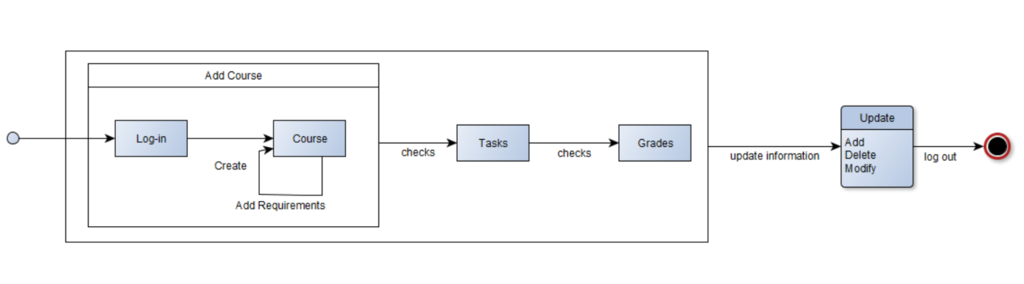 Add Course
Log-in
Course
Create
Add Requirements
checks
Tasks
checks
Grades
update information
Update
Add
Delete
Modify
log out